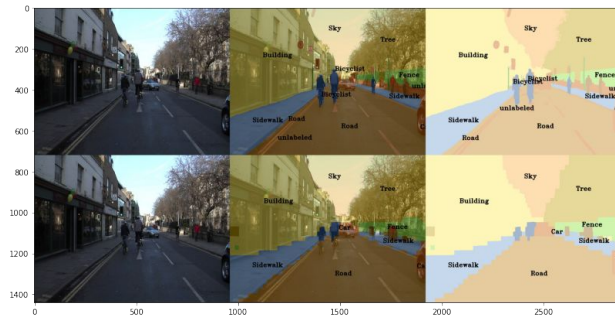 0
200
400
600
800
1000
1200
1400
0
500
1000
1500
2000
2500
Sky
Tree
Building
Bicyclist
Fence
Bicyclist
Sidewalk
Sidewalk
Road
unlabeled
Road
Sky
Tree
Building
Bicyclist
Fence
Sidewalk
unlabeled
Sidewalk
Road
Road
Sky
Tree
Building
Car
Fence
Sidewalk
Sidewalk
Road
Sky
Tree
Building
Car
Fence
Sidewalk
Sidewalk
Road